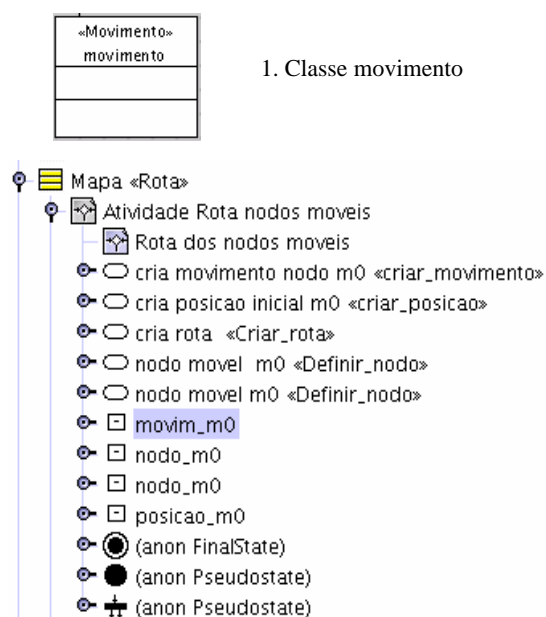 «Movimento»
movimento
1. Classe movimento
Mapa «Rota»
Atividade Rota nodos moveis
Rota dos nodos moveis
cria movimento nodo m0 «criar_movimento»
cria posicao inicial m0 «criar_posicao»
cria rota «Criar_rota»
nodo movel m0 «Definir_nodo»
nodo movel m0 «Definir_nodo»
movim_m0
nodo_m0
nodo_m0
posicao_m0
(anon FinalState)
(anon Pseudostate)
(anon Pseudostate)